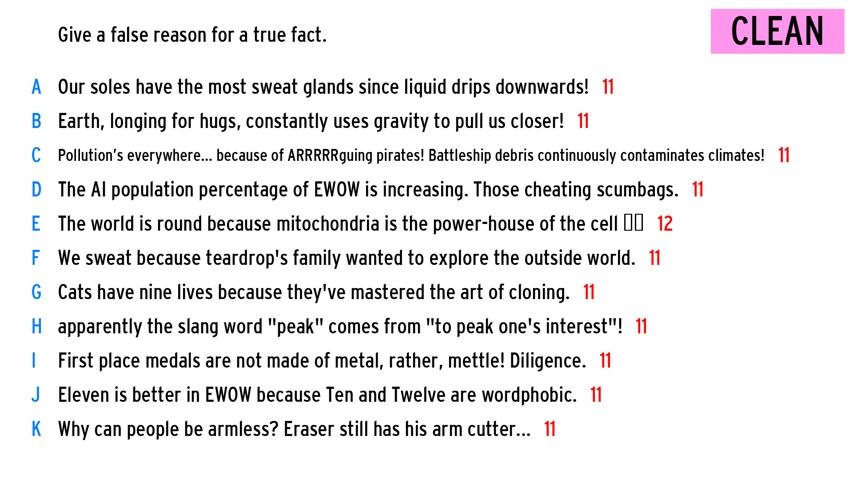 Give a false reason for a true fact.
CLEAN
A Our soles have the most sweat glands since liquid drips downwards! 11
B Earth, longing for hugs, constantly uses gravity to pull us closer! 11
C Pollution's everywhere... because of ARRRRRguing pirates! Battleship debris continuously contaminates climates! 11
D The AI population percentage of EWOW is increasing. Those cheating scumbags. 11
E The world is round because mitochondria is the power-house of the cell ▯▯ 12
F We sweat because teardrop's family wanted to explore the outside world. 11
G Cats have nine lives because they've mastered the art of cloning. 11
H apparently the slang word "peak" comes from "to peak one's interest"! 11
I First place medals are not made of metal, rather, mettle! Diligence. 11
J Eleven is better in EWOW because Ten and Twelve are wordphobic. 11
K Why can people be armless? Eraser still has his arm cutter... 11